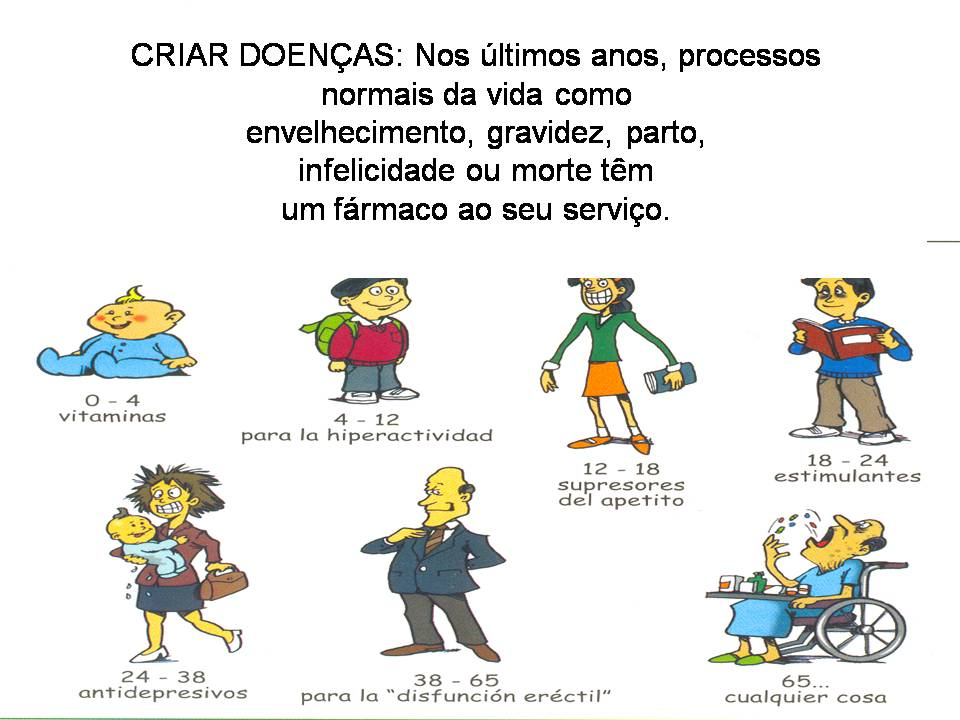 CRIAR DOENÇAS: Nos últimos anos, processos
normais da vida como
envelhecimento, gravidez, parto,
infelicidade ou morte têm
um fármaco ao seu serviço.
0 - 4
vitaminas
4 - 12
para la hiperactividad
12 - 18
supresores
del apetito
18 - 24
estimulantes
24 - 38
antidepresivos
38 - 65
para la "disfunción eréctil"
65...
cualquier cosa